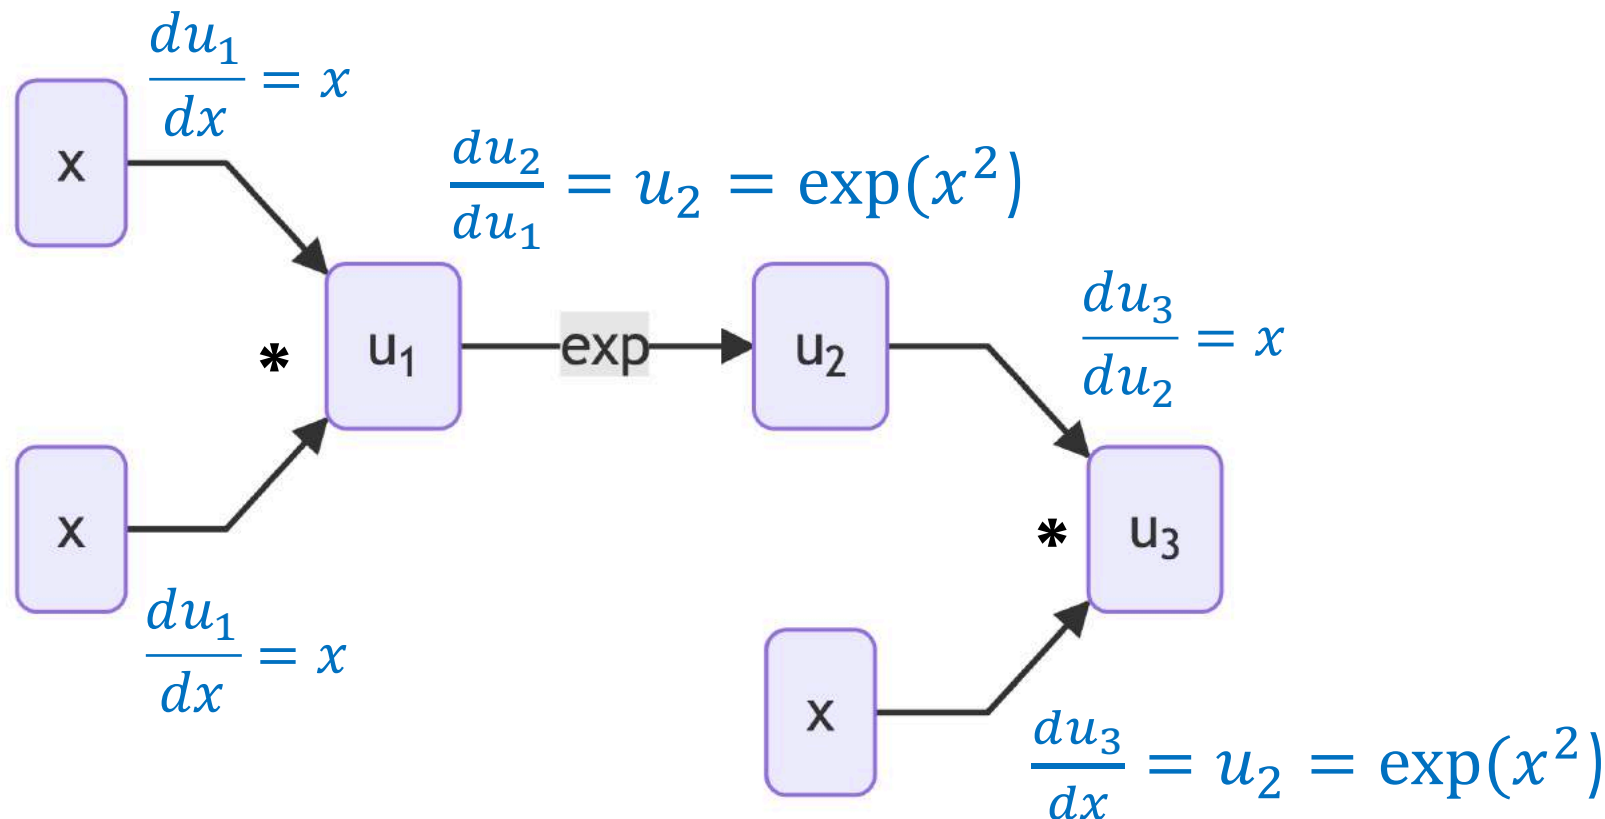 du₁/dx = x
x
du₂/du₁ = u₂ = exp(x²)
* u₁ exp u₂
du₃/du₂ = x
x
* u₃
du₁/dx = x
x
du₃/dx = u₂ = exp(x²)